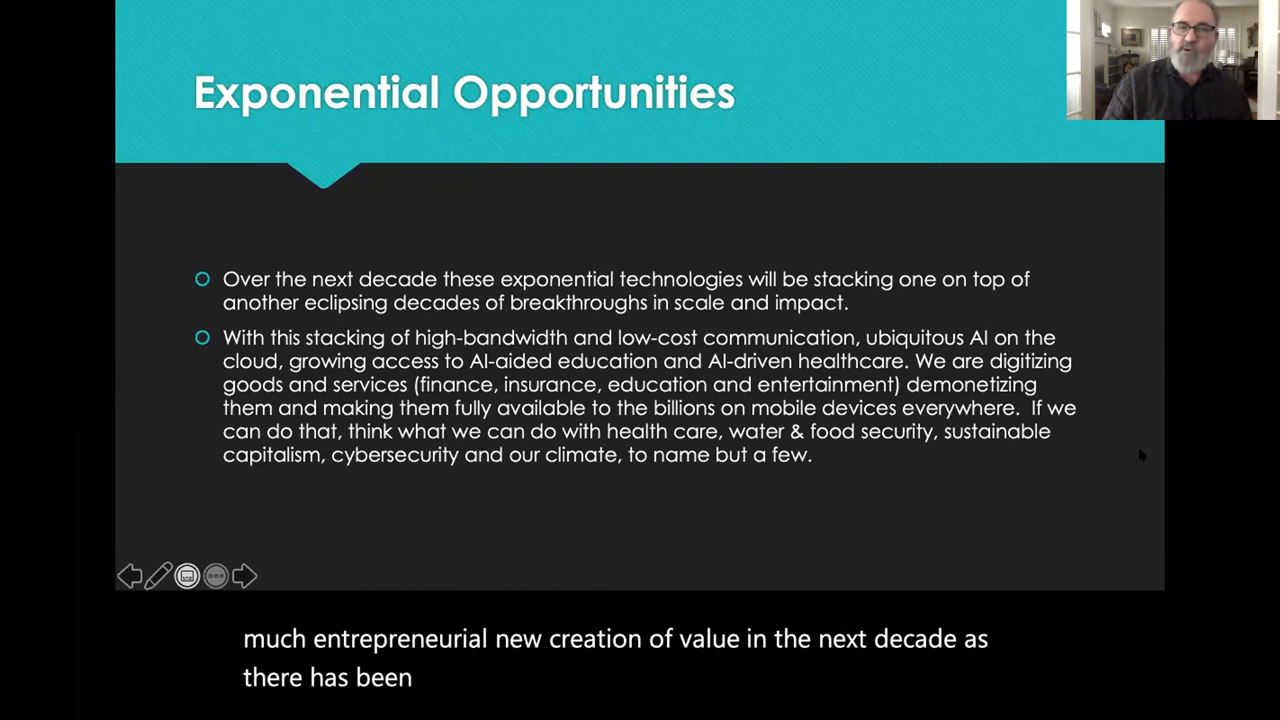 Exponential Opportunities
Over the next decade these exponential technologies will be stacking one on top of
another eclipsing decades of breakthroughs in scale and impact.
With this stacking of high-bandwidth and low-cost communication, ubiquitous AI on the
cloud, growing access to AI-aided education and AI-driven healthcare. We are digitizing
goods and services (finance, insurance, education and entertainment) demonetizing
them and making them fully available to the billions on mobile devices everywhere.  If we
can do that, think what we can do with health care, water & food security, sustainable
capitalism, cybersecurity and our climate, to name but a few.
much entrepreneurial new creation of value in the next decade as
there has been